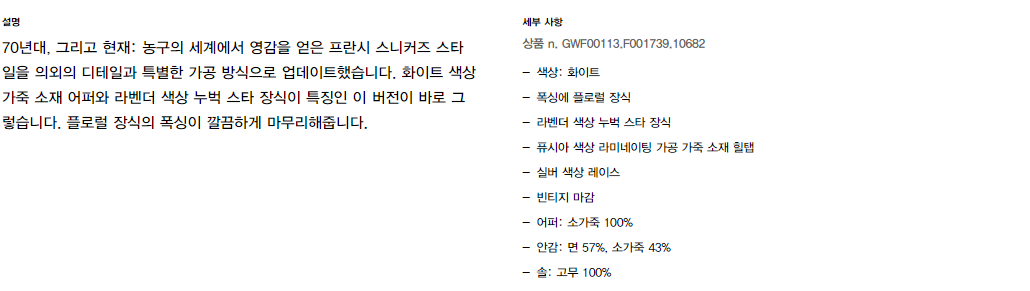 설명
70년대, 그리고 현재: 농구의 세계에서 영감을 얻은 프란시 스니커즈 스타
일을 의외의 디테일과 특별한 가공 방식으로 업데이트했습니다. 화이트 색상
가죽 소재 어퍼와 라벤더 색상 누벅 스타 장식이 특징인 이 버전이 바로 그
렇습니다. 플로럴 장식의 폭싱이 깔끔하게 마무리해줍니다.
세부 사항
상품 n. GWF00113.F001739.10682
– 색상: 화이트
– 폭싱에 플로럴 장식
– 라벤더 색상 누벅 스타 장식
– 퓨시아 색상 라미네이팅 가공 가죽 소재 힐탭
– 실버 색상 레이스
– 빈티지 마감
– 어퍼: 소가죽 100%
– 안감: 면 57%, 소가죽 43%
– 솔: 고무 100%